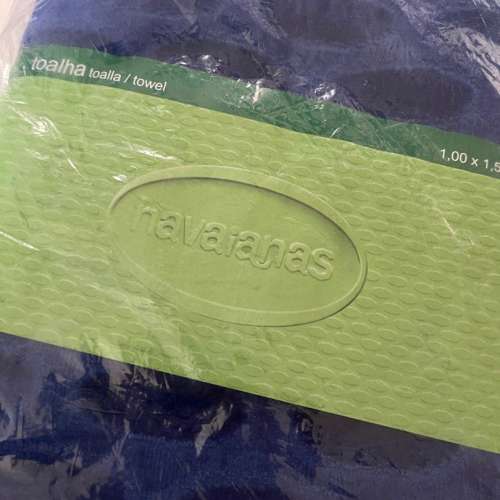 toalha toalla / towel
1,00 x 1,5
havaianas